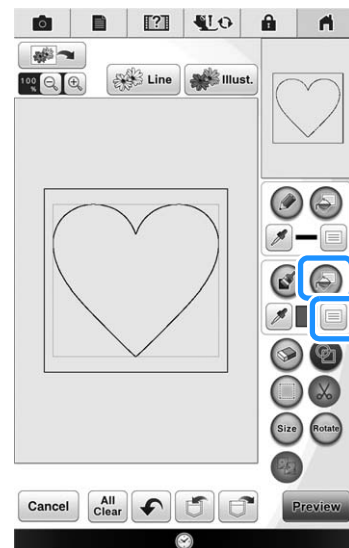 [?]
100 %
Line
Illust.
Size
Rotate
Cancel
All
Clear
Preview